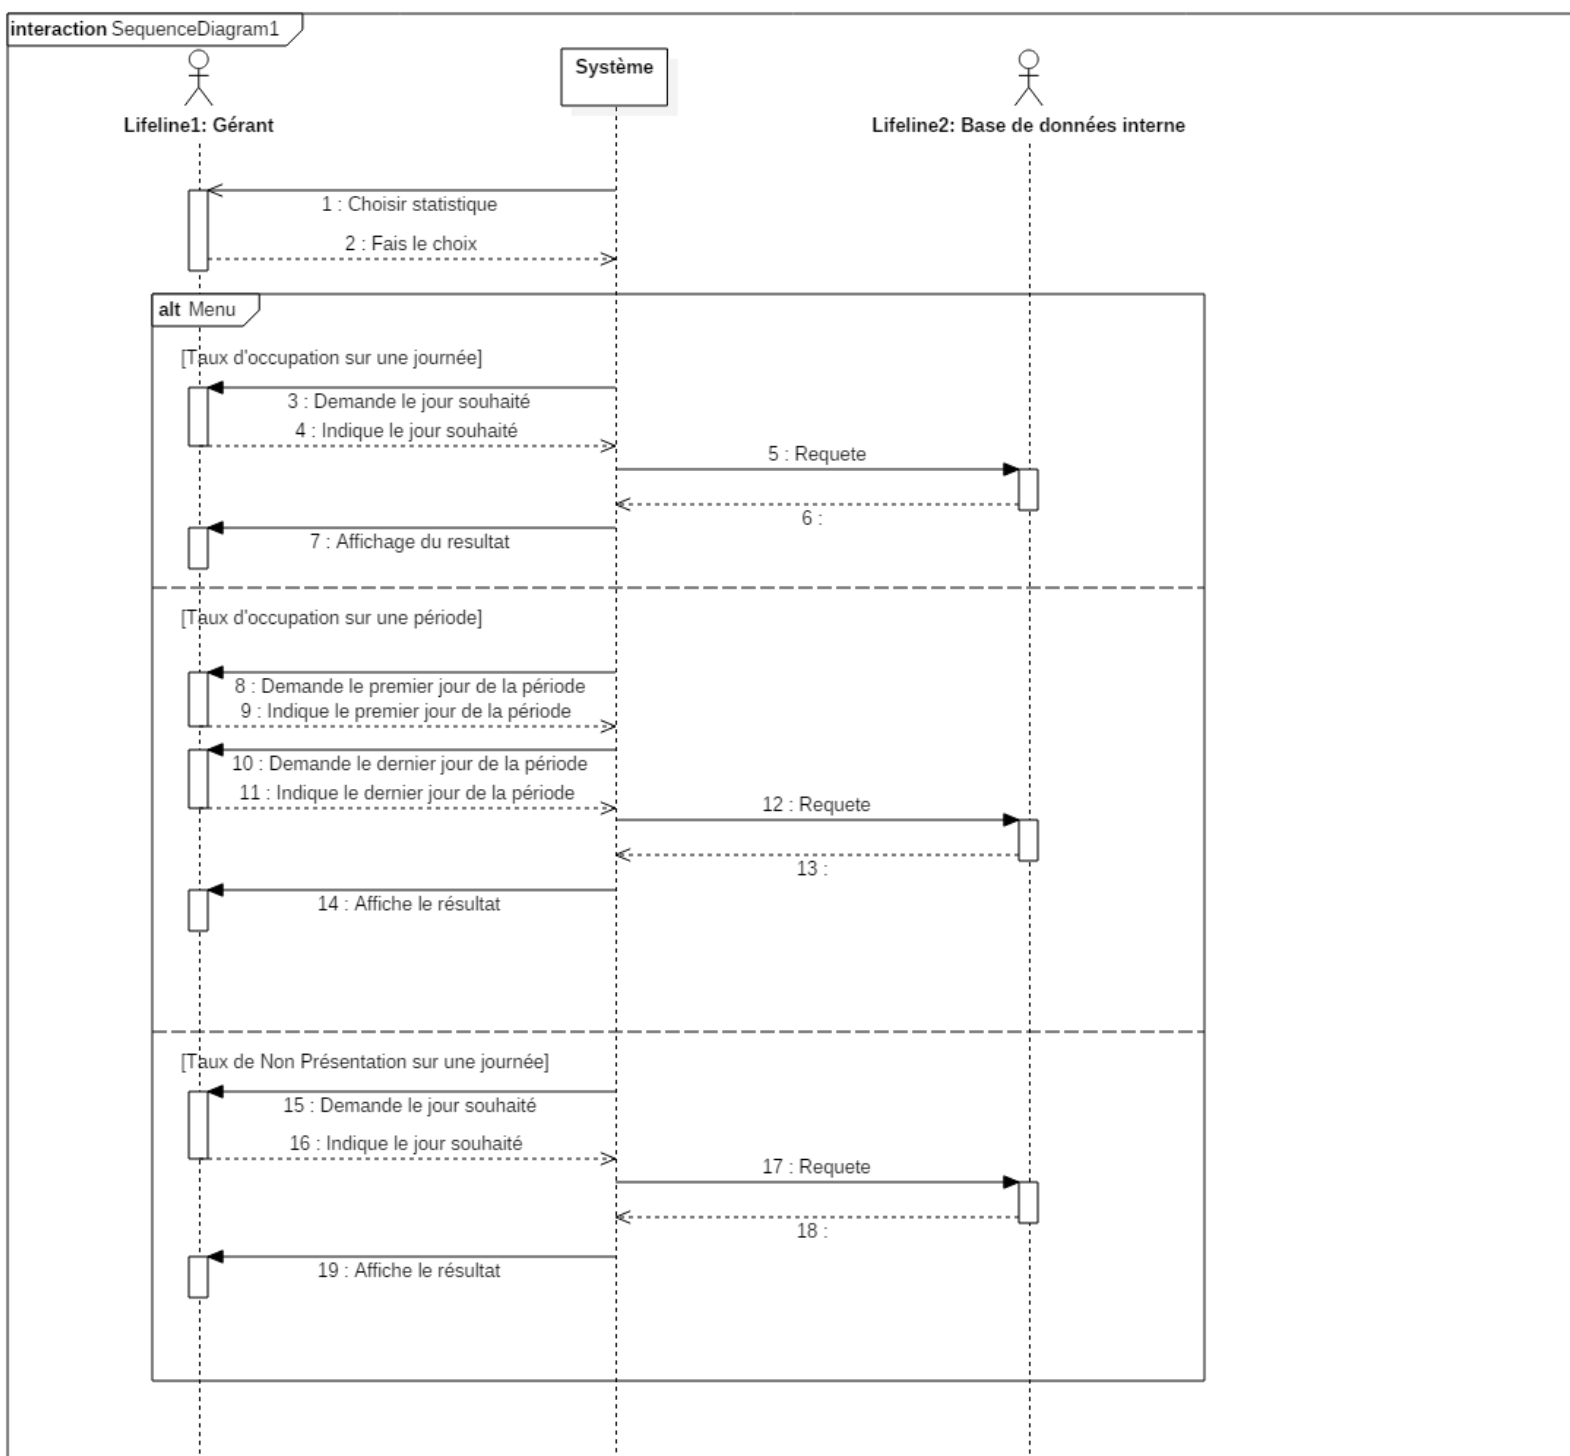 interaction SequenceDiagram1
Système
Lifeline1: Gérant
Lifeline2: Base de données interne
1 : Choisir statistique
2 : Fais le choix
alt Menu
[Taux d'occupation sur une journée]
3 : Demande le jour souhaité
4 : Indique le jour souhaité
5 : Requete
6 :
7 : Affichage du resultat
[Taux d'occupation sur une période]
8 : Demande le premier jour de la période
9 : Indique le premier jour de la période
10 : Demande le dernier jour de la période
11 : Indique le dernier jour de la période
12 : Requete
13 :
14 : Affiche le résultat
[Taux de Non Présentation sur une journée]
15 : Demande le jour souhaité
16 : Indique le jour souhaité
17 : Requete
18 :
19 : Affiche le résultat